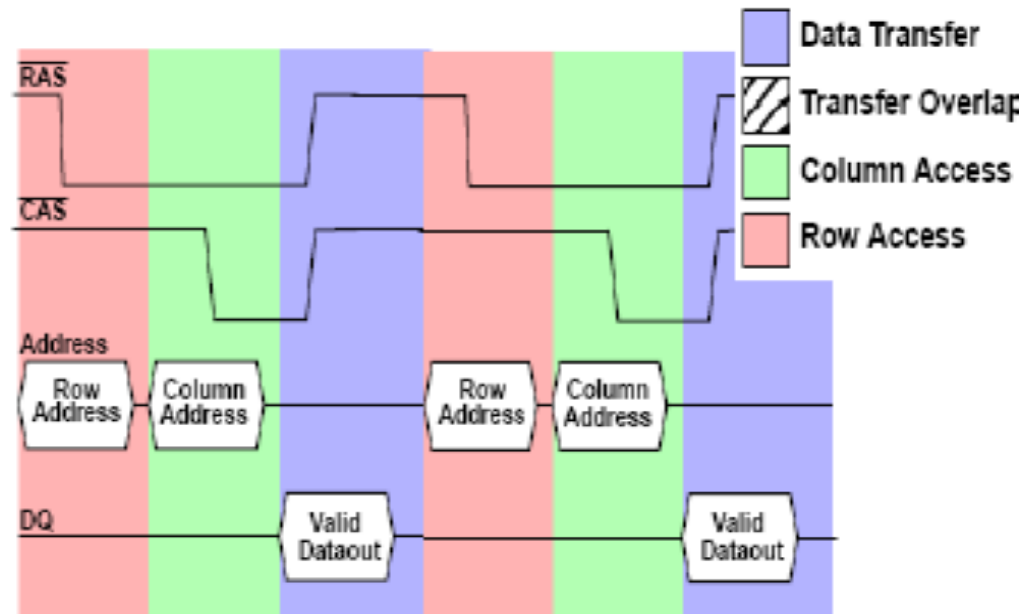 RAS
CAS
Address
Row
Address
Column
Address
Row
Address
Column
Address
DQ
Valid
Dataout
Valid
Dataout
Data Transfer
Transfer Overlap
Column Access
Row Access